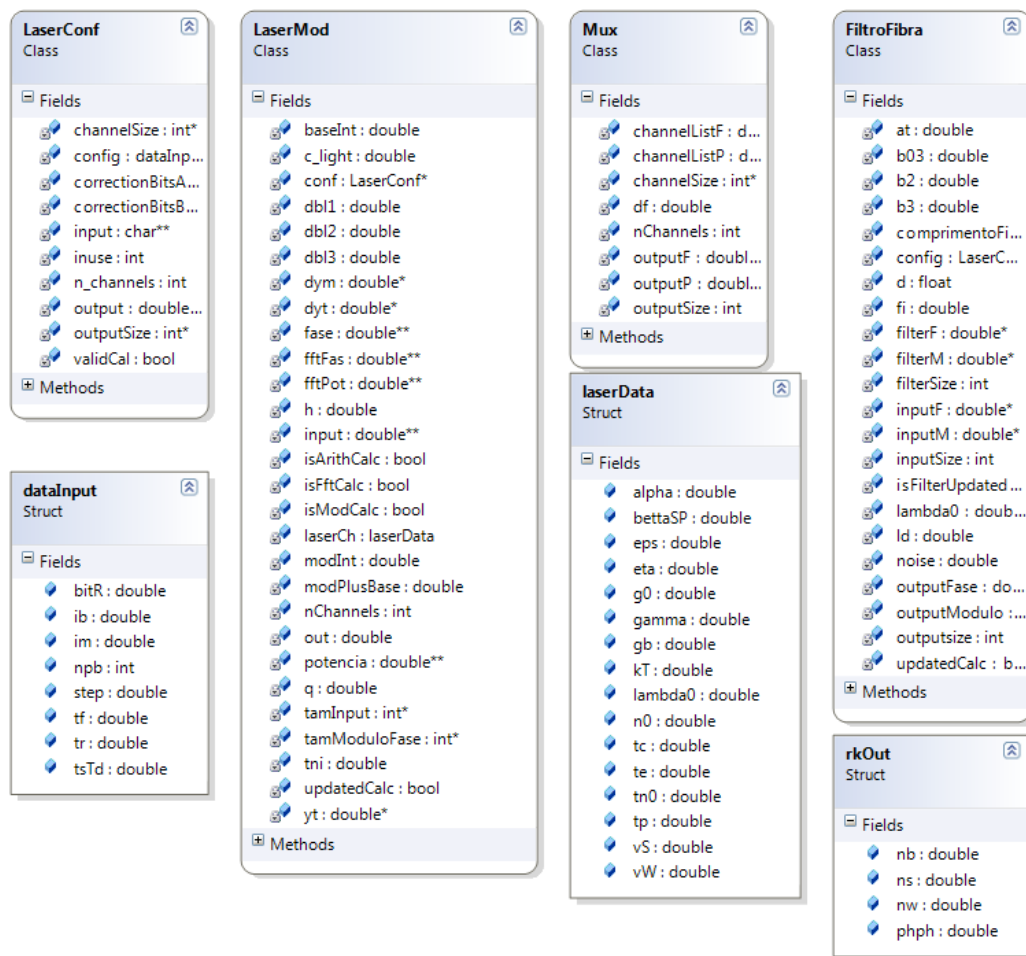 LaserConf
Class
Fields
channelSize : int*
config : dataInp...
correctionBitsA...
correctionBitsB...
input : char**
inuse : int
n_channels : int
output : double...
outputSize : int*
validCal : bool
Methods
dataInput
Struct
Fields
bitR : double
ib : double
im : double
npb : int
step : double
tf : double
tr : double
tsTd : double
LaserMod
Class
Fields
baseInt : double
c_light : double
conf : LaserConf*
dbl1 : double
dbl2 : double
dbl3 : double
dym : double*
dyt : double*
fase : double**
fftFas : double**
fftPot : double**
h : double
input : double**
isArithCalc : bool
isFftCalc : bool
isModCalc : bool
laserCh : laserData
modInt : double
modPlusBase : double
nChannels : int
out : double
potencia : double**
q : double
tamInput : int*
tamModuloFase : int*
tni : double
updatedCalc : bool
yt : double*
Methods
Mux
Class
Fields
channelListF : d...
channelListP : d...
channelSize : int*
df : double
nChannels : int
outputF : doubl...
outputP : doubl...
outputSize : int
Methods
laserData
Struct
Fields
alpha : double
bettaSP : double
eps : double
eta : double
g0 : double
gamma : double
gb : double
kT : double
lambda0 : double
n0 : double
tc : double
te : double
tn0 : double
tp : double
vS : double
vW : double
FiltroFibra
Class
Fields
at : double
b03 : double
b2 : double
b3 : double
comprimentoFi...
config : LaserC...
d : float
fi : double
filterF : double*
filterM : double*
filterSize : int
inputF : double*
inputM : double*
inputSize : int
isFilterUpdated ...
lambda0 : doub...
ld : double
noise : double
outputFase : do...
outputModulo : ...
outputsize : int
updatedCalc : b...
Methods
rkOut
Struct
Fields
nb : double
ns : double
nw : double
phph : double